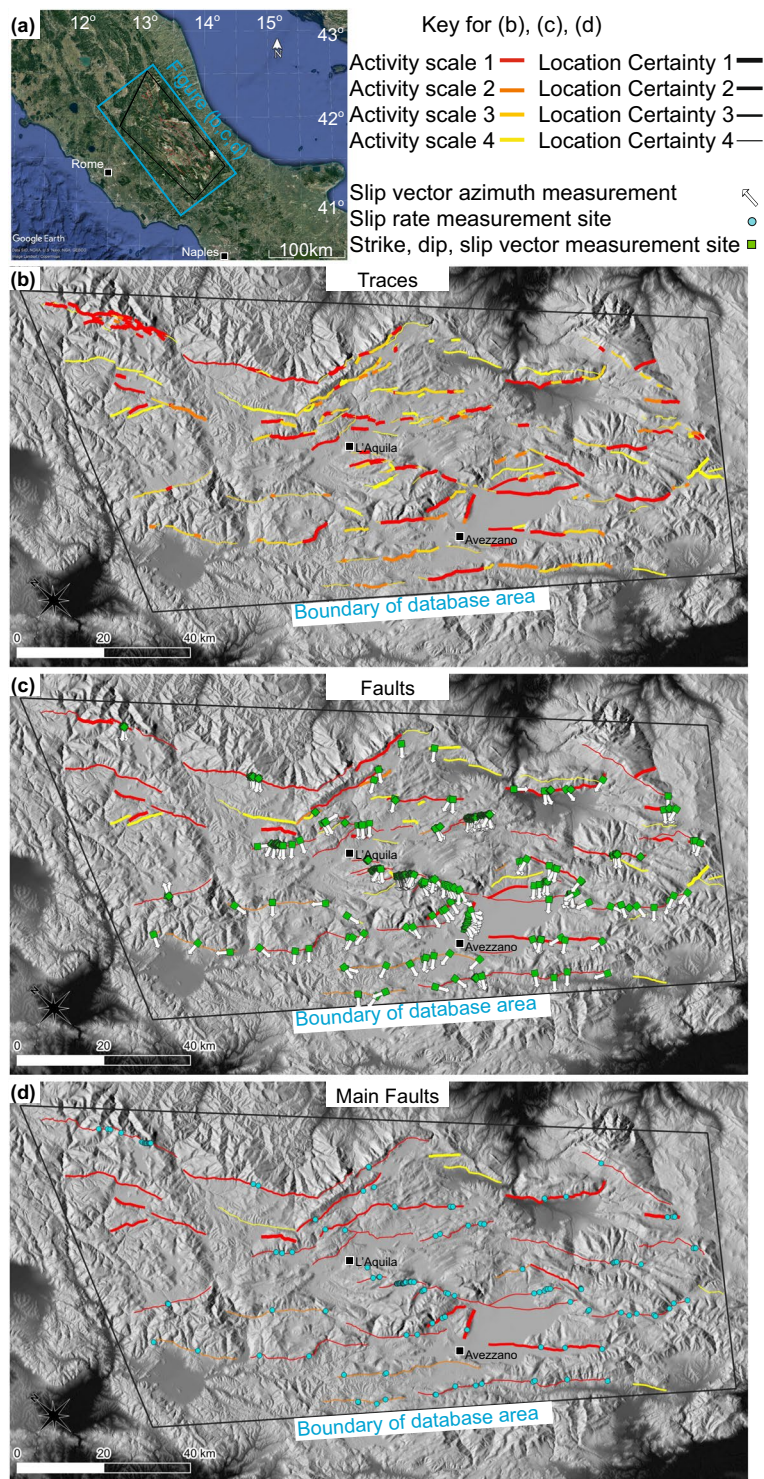 (a)
12°
13°
14°
15°
43°
N
Figure (b,c,d)
42°
Rome
41°
Google Earth
Naples
100km
Key for (b), (c), (d)
Activity scale 1
Location Certainty 1
Activity scale 2
Location Certainty 2
Activity scale 3
Location Certainty 3
Activity scale 4
Location Certainty 4
Slip vector azimuth measurement
Slip rate measurement site
Strike, dip, slip vector measurement site
(b)
Traces
L'Aquila
Avezzano
Boundary of database area
0 20 40 km
(c)
Faults
L'Aquila
Avezzano
Boundary of database area
0 20 40 km
(d)
Main Faults
L'Aquila
Avezzano
Boundary of database area
0 20 40 km